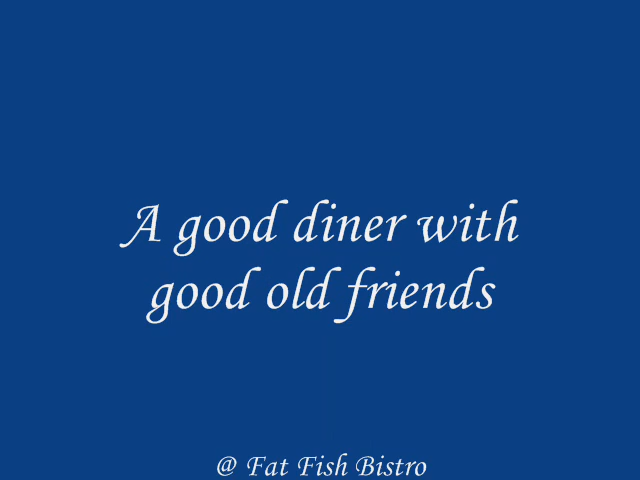 A good diner with
good old friends
@ Fat Fish Bistro